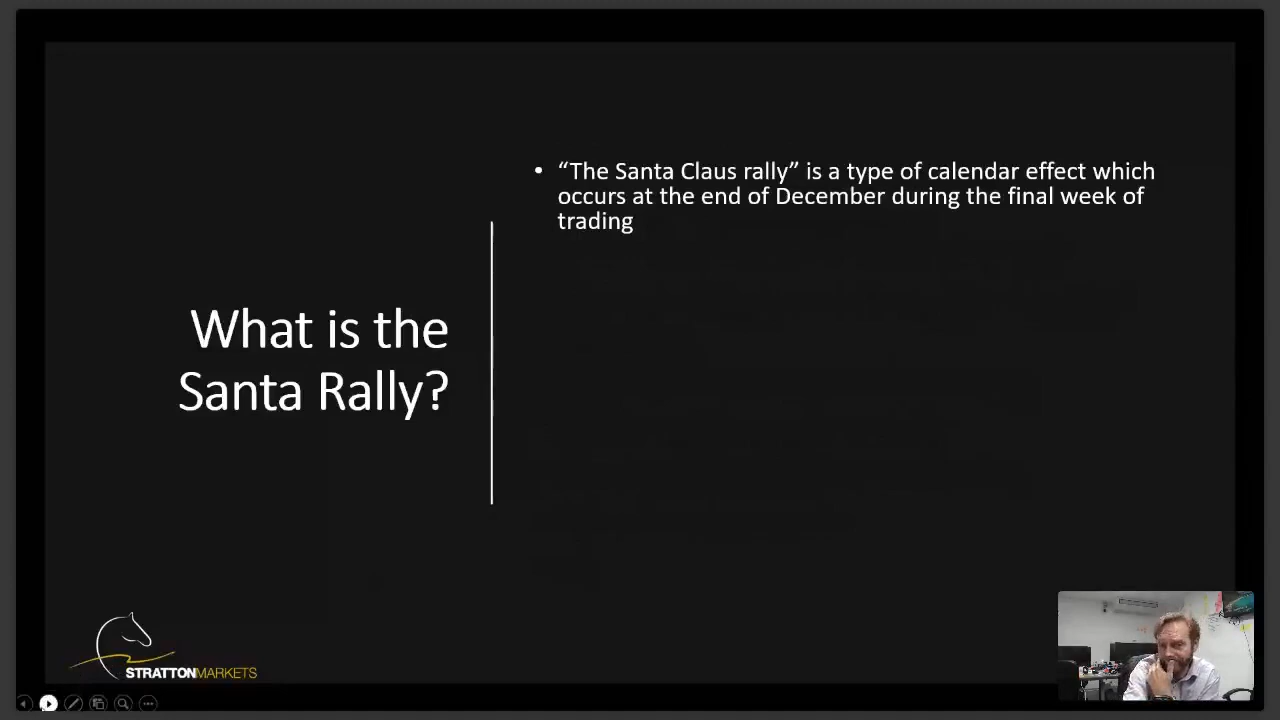 What is the
Santa Rally?
• “The Santa Claus rally” is a type of calendar effect which
occurs at the end of December during the final week of
trading
STRATTONMARKETS